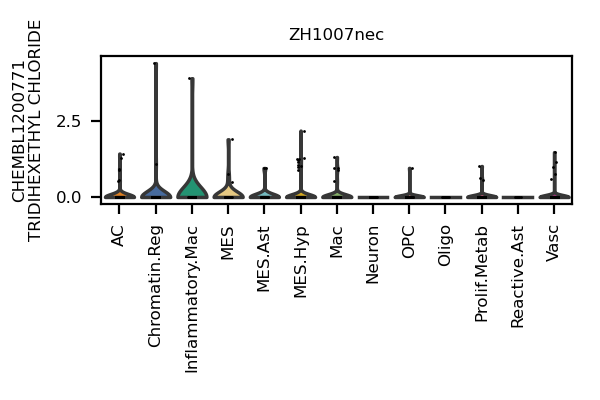 ZH1007nec
CHEMBL1200771
TRIDIHEXETHYL CHLORIDE
2.5
0.0
AC
Chromatin.Reg
Inflammatory.Mac
MES
MES.Ast
MES.Hyp
Mac
Neuron
OPC
Oligo
Prolif.Metab
Reactive.Ast
Vasc